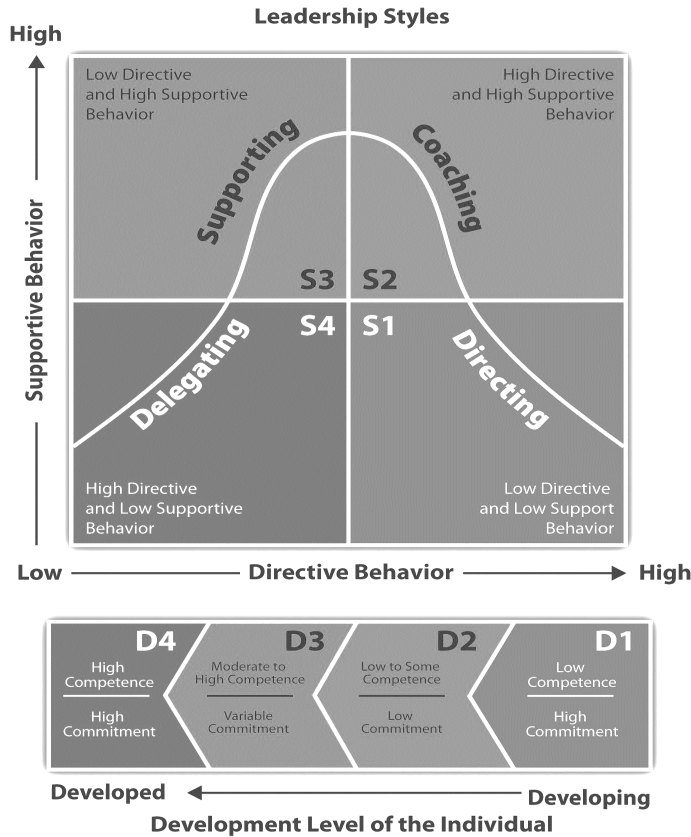 Leadership Styles
High
Low Directive
and High Supportive
Behavior
High Directive
and High Supportive
Behavior
Supporting
Coaching
Supportive Behavior
S3
S2
S4
S1
Delegating
Directing
High Directive
and Low Supportive
Behavior
Low Directive
and Low Support
Behavior
Low
Directive Behavior
High
D4
High
Competence
High
Commitment
D3
Moderate to
High Competence
Variable
Commitment
D2
Low to Some
Competence
Low
Commitment
D1
Low
Competence
High
Commitment
Developed
Developing
Development Level of the Individual